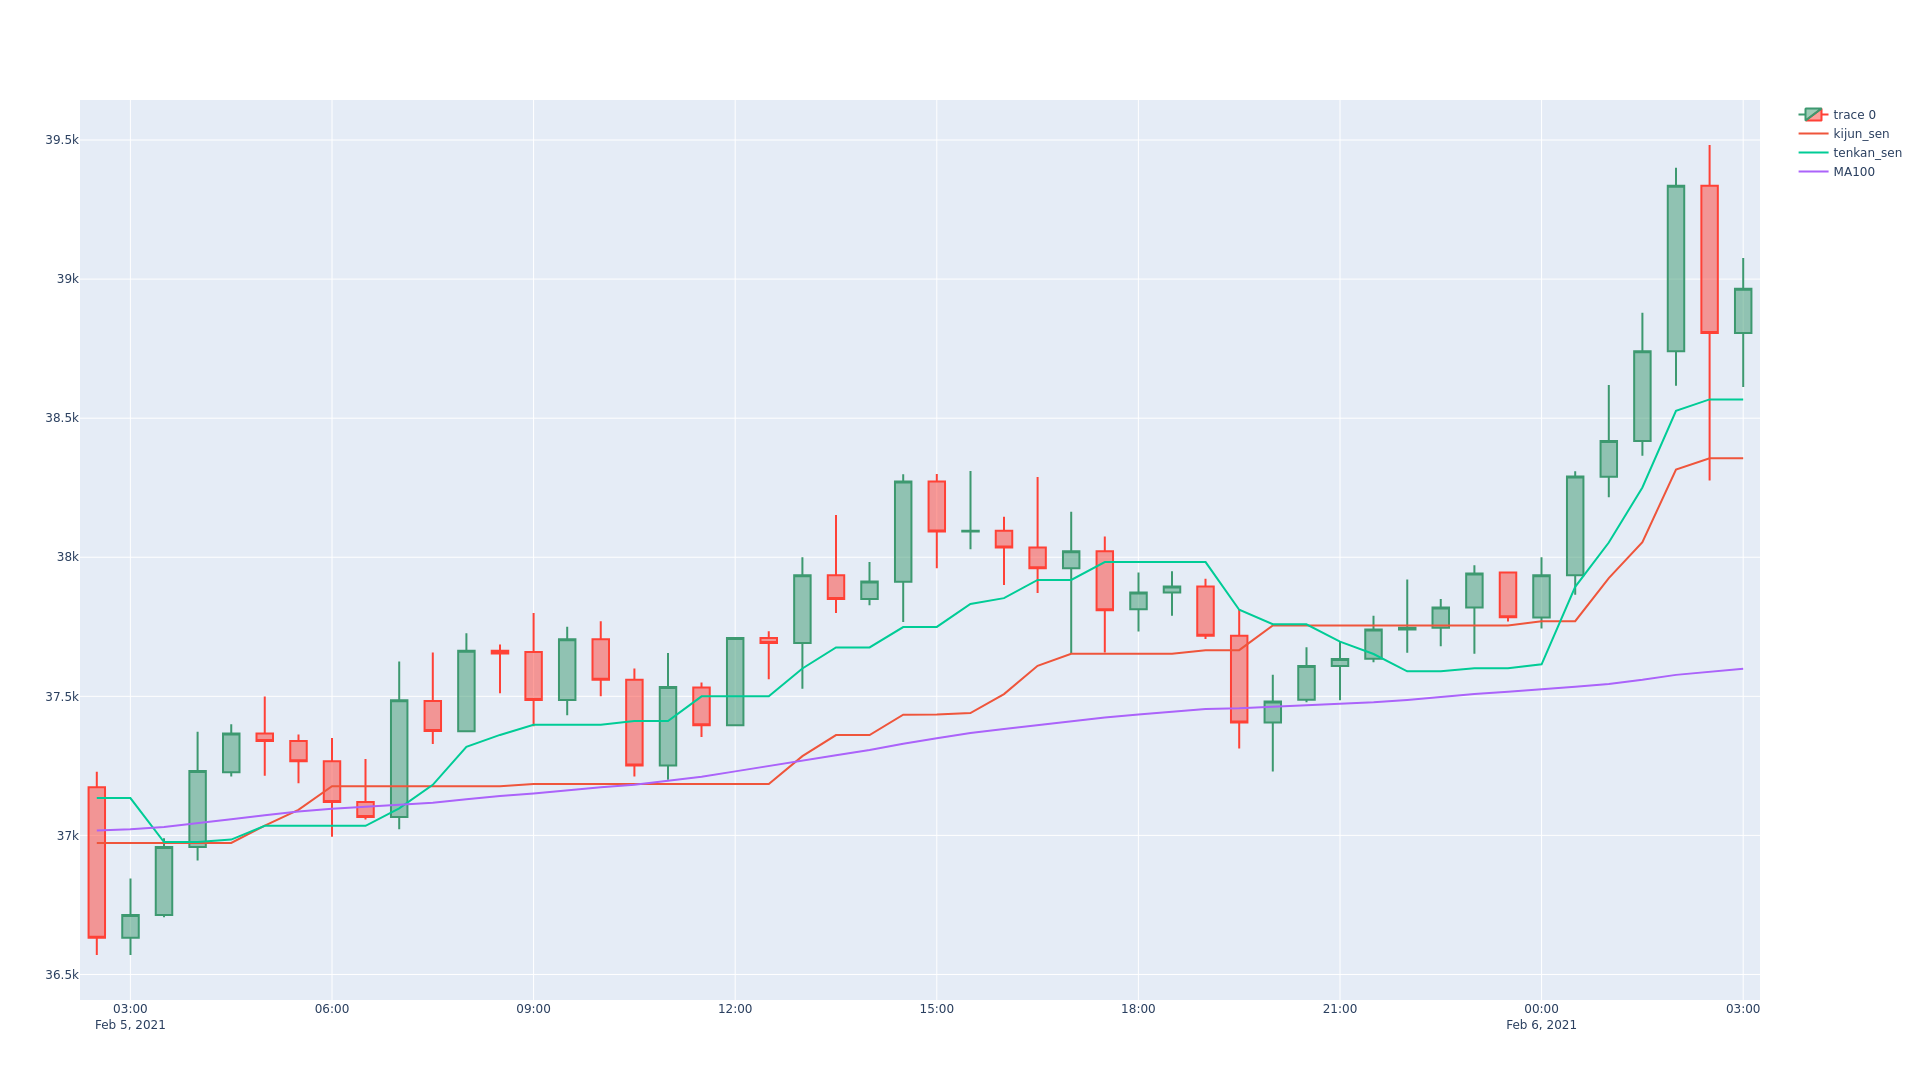 39.5k
39k
38.5k
38k
37.5k
37k
36.5k
03:00 06:00 09:00 12:00 15:00 18:00 21:00 00:00 03:00
Feb 5, 2021 Feb 6, 2021
trace 0
kijun_sen
tenkan_sen
MA100